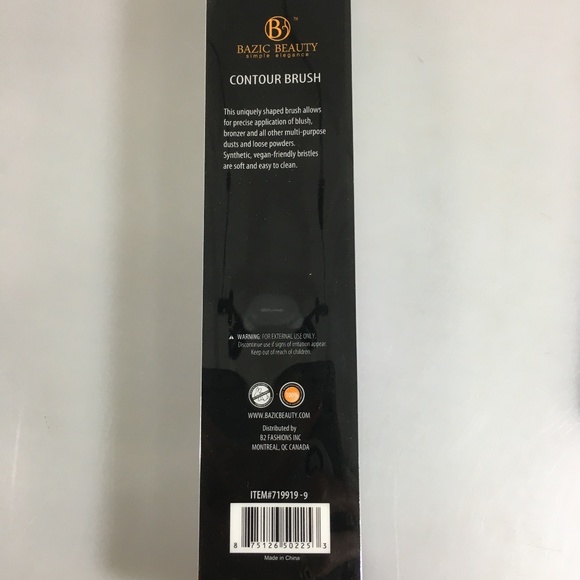 B
™
BAZIC BEAUTY
simple elegance
CONTOUR BRUSH
This uniquely shaped brush allows
for precise application of blush,
bronzer and all other multi-purpose
dusts and loose powders.
Synthetic, vegan-friendly bristles
are soft and easy to clean.
WARNING: FOR EXTERNAL USE ONLY.
Discontinue use if signs of irritation appear.
Keep out of reach of children.
WWW.BAZICBEAUTY.COM
Distributed by
B2 FASHIONS INC
MONTREAL, QC CANADA
ITEM#719919-9
8 75126 50225 3
Made in China